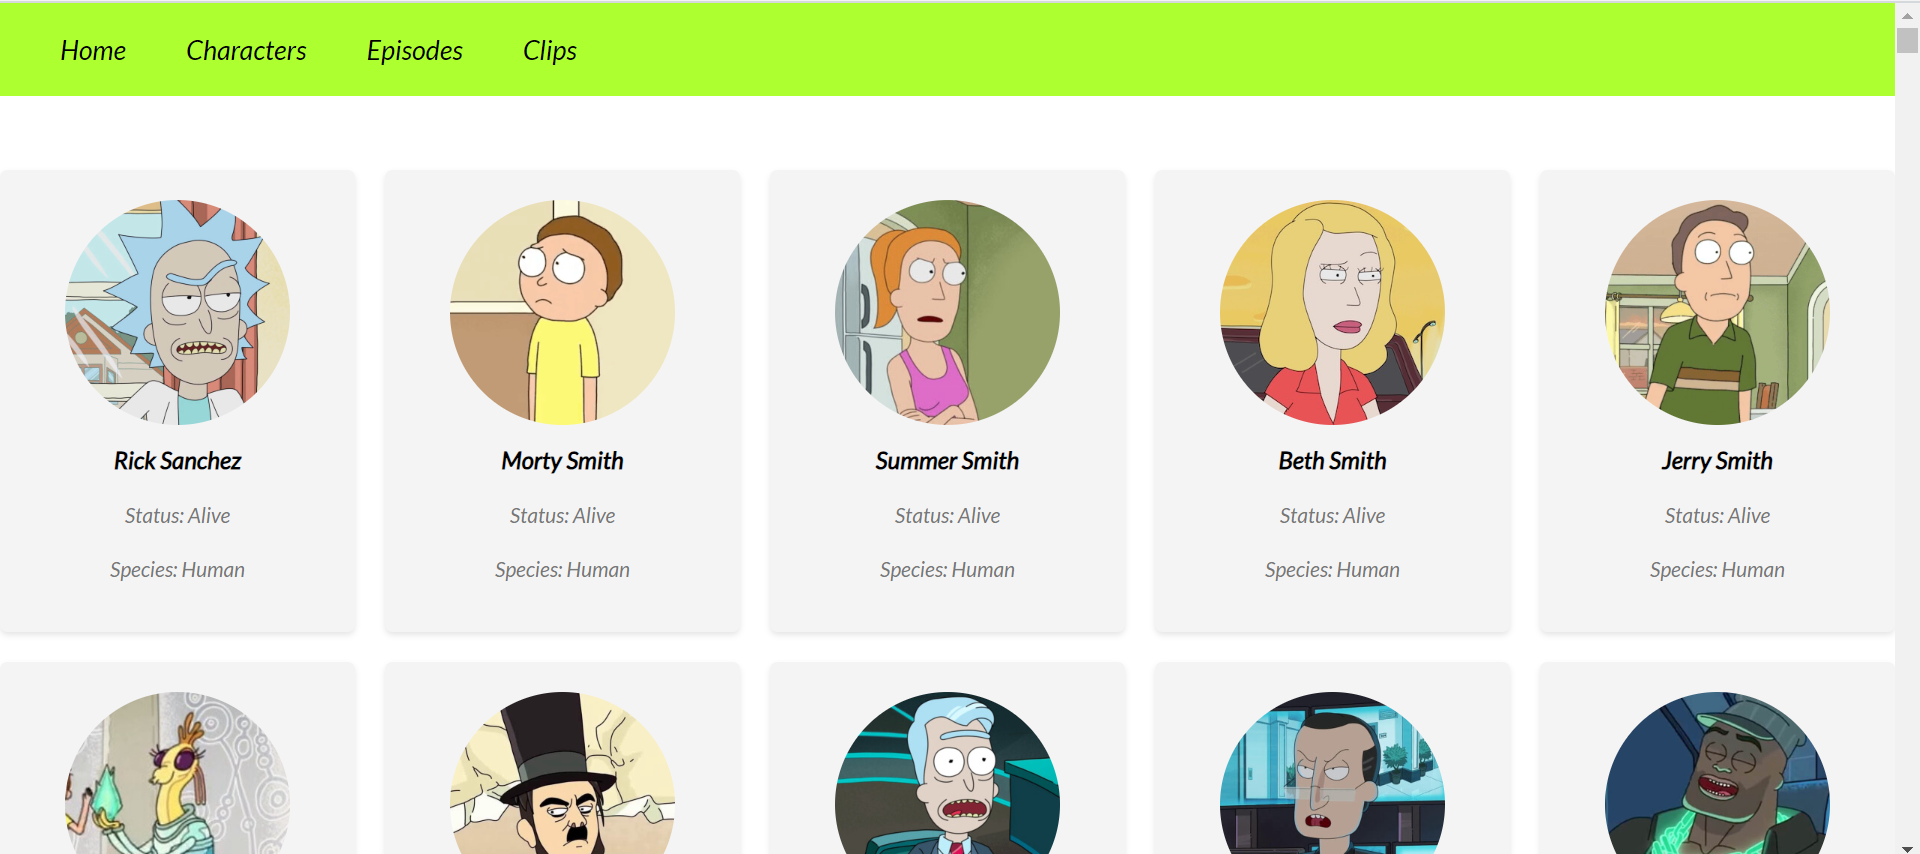 Home Characters Episodes Clips
Rick Sanchez Morty Smith Summer Smith Beth Smith Jerry Smith
Status: Alive Status: Alive Status: Alive Status: Alive Status: Alive
Species: Human Species: Human Species: Human Species: Human Species: Human